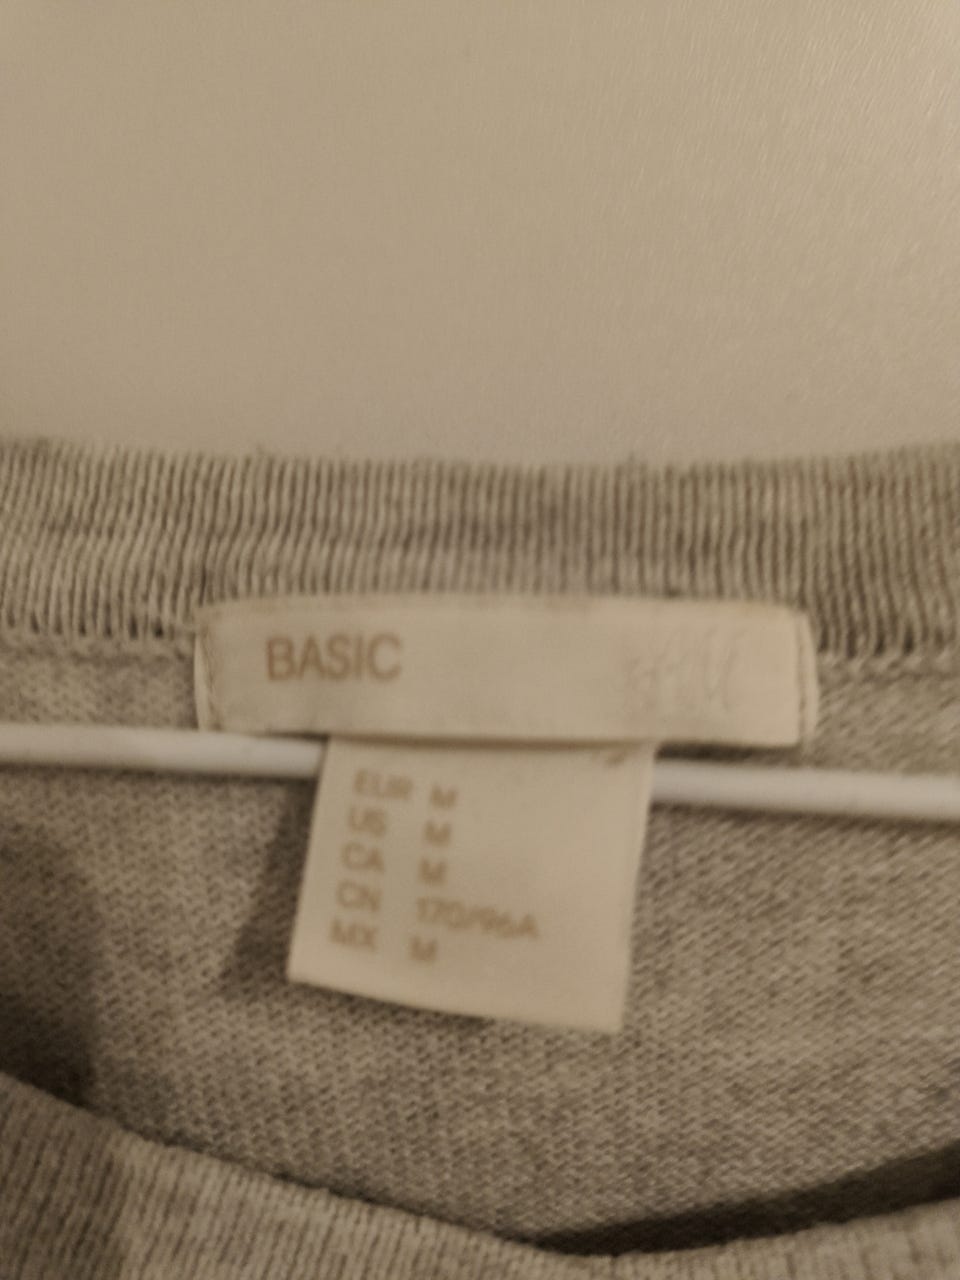 BASIC H&M
EUR M
US M
CA M
CN 170/96A
MX M